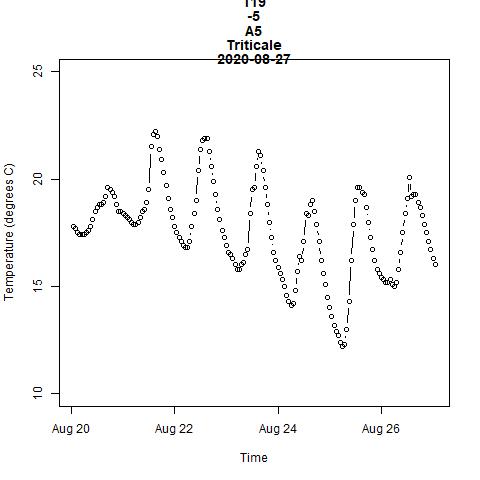 -5
A5
Triticale
2020-08-27
Temperature (degrees C)
25
20
15
10
Aug 20
Aug 22
Aug 24
Aug 26
Time